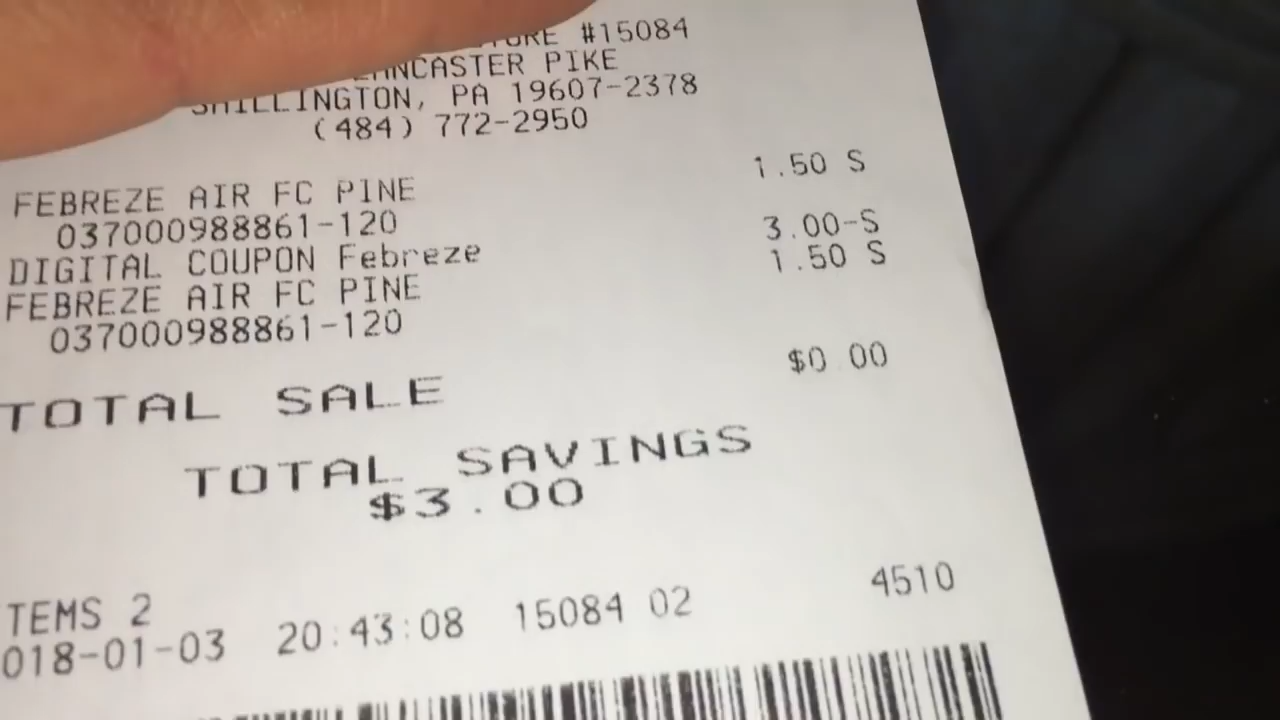 #15084
LANCASTER PIKE
SHILLINGTON, PA 19607-2378
(484) 772-2950
FEBREZE AIR FC PINE 1.50 S
037000988861-120
DIGITAL COUPON Febreze 3.00-S
FEBREZE AIR FC PINE 1.50 S
037000988861-120
TOTAL SALE $0.00
TOTAL SAVINGS
$3.00
TEMS 2
018-01-03 20:43:08 15084 02 4510